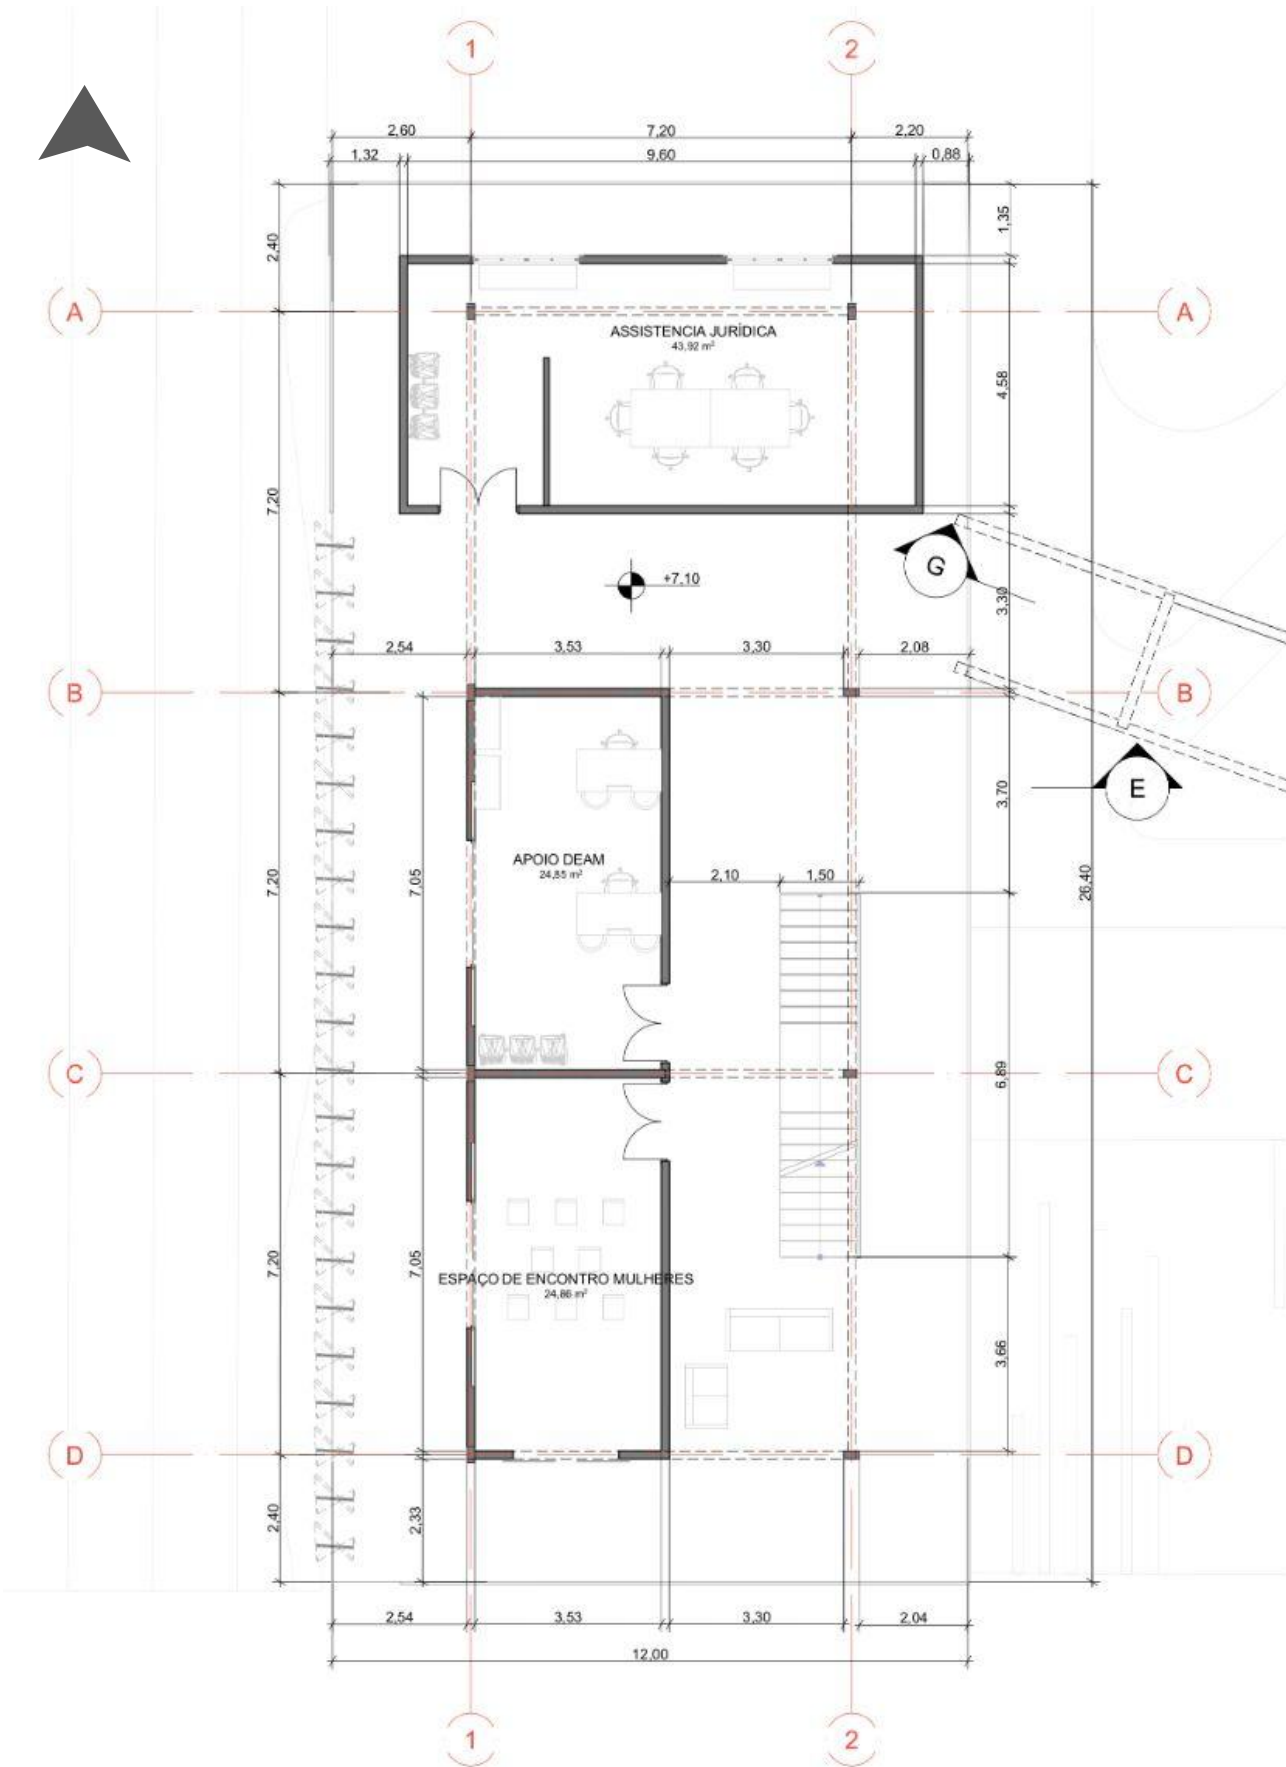 1 2
2,60 7,20 2,20
1,32 9,60 0,88
2,40 1,35
A A
ASSISTENCIA JURÍDICA
43,92 m²
4,58
7,20
G
+7,10
3,30
2,54 3,53 3,30 2,08
B B
E
3,70
APOIO DEAM
24,85 m²
7,20 7,05 2,10 1,50 26,40
C C
6,89
7,20 7,05
ESPAÇO DE ENCONTRO MULHERES
24,86 m²
3,66
D D
2,40 2,33
2,54 3,53 3,30 2,04
12,00
1 2